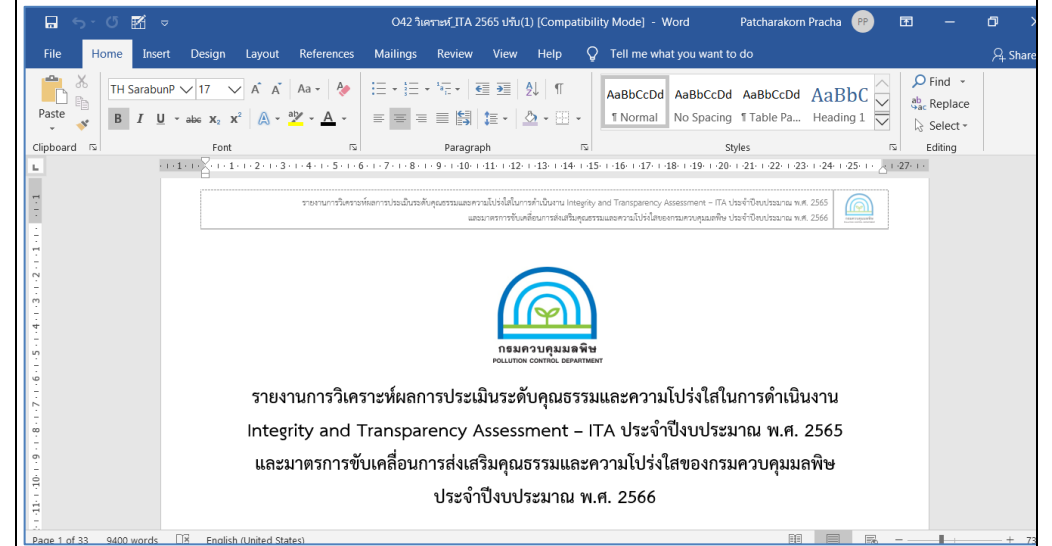 O42 วิเคราะห์_ITA 2565 ปรับ(1) [Compatibility Mode] - Word
Patcharakorn Pracha
PP
File Home Insert Design Layout References Mailings Review View Help Tell me what you want to do Share
Paste
TH SarabunP 17
Aa
B I U abc X₂ X² A ab A
AaBbCcDd AaBbCcDd AaBbCcDd AaBbC
¶ Normal No Spacing ¶ Table Pa... Heading 1
Find
Replace
Select
Clipboard Font Paragraph Styles Editing
รายงานการวิเคราะห์ผลการประเมินระดับคุณธรรมและความโปร่งใสในการดำเนินงาน Integrity and Transparency Assessment – ITA ประจำปีงบประมาณ พ.ศ. 2565
และมาตรการขับเคลื่อนการส่งเสริมคุณธรรมและความโปร่งใสของกรมควบคุมมลพิษ ประจำปีงบประมาณ พ.ศ. 2566
กรมควบคุมมลพิษ
POLLUTION CONTROL DEPARTMENT
รายงานการวิเคราะห์ผลการประเมินระดับคุณธรรมและความโปร่งใสในการดำเนินงาน
Integrity and Transparency Assessment – ITA ประจำปีงบประมาณ พ.ศ. 2565
และมาตรการขับเคลื่อนการส่งเสริมคุณธรรมและความโปร่งใสของกรมควบคุมมลพิษ
ประจำปีงบประมาณ พ.ศ. 2566
Page 1 of 33 9400 words English (United States) 73